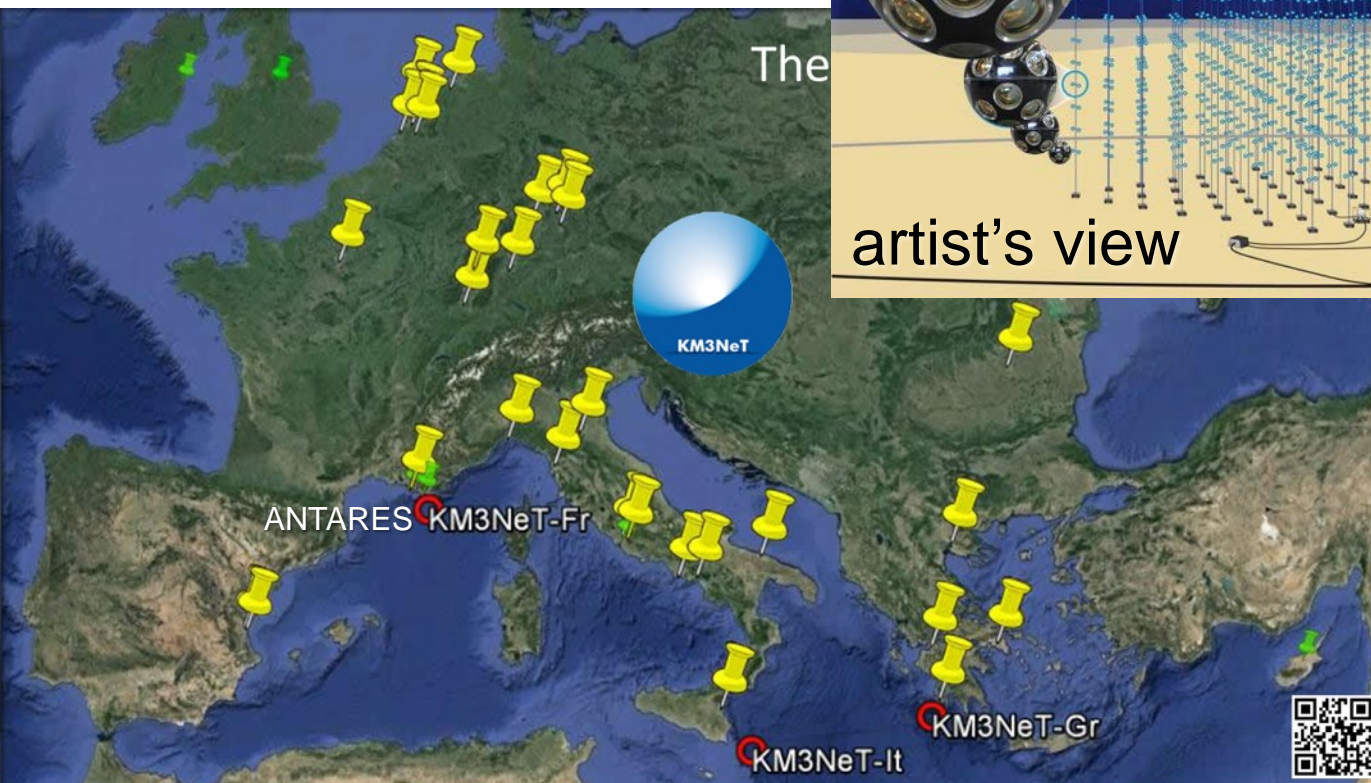 The
artist's view
KM3NeT
ANTARES KM3NeT-Fr
KM3NeT-Gr
KM3NeT-It